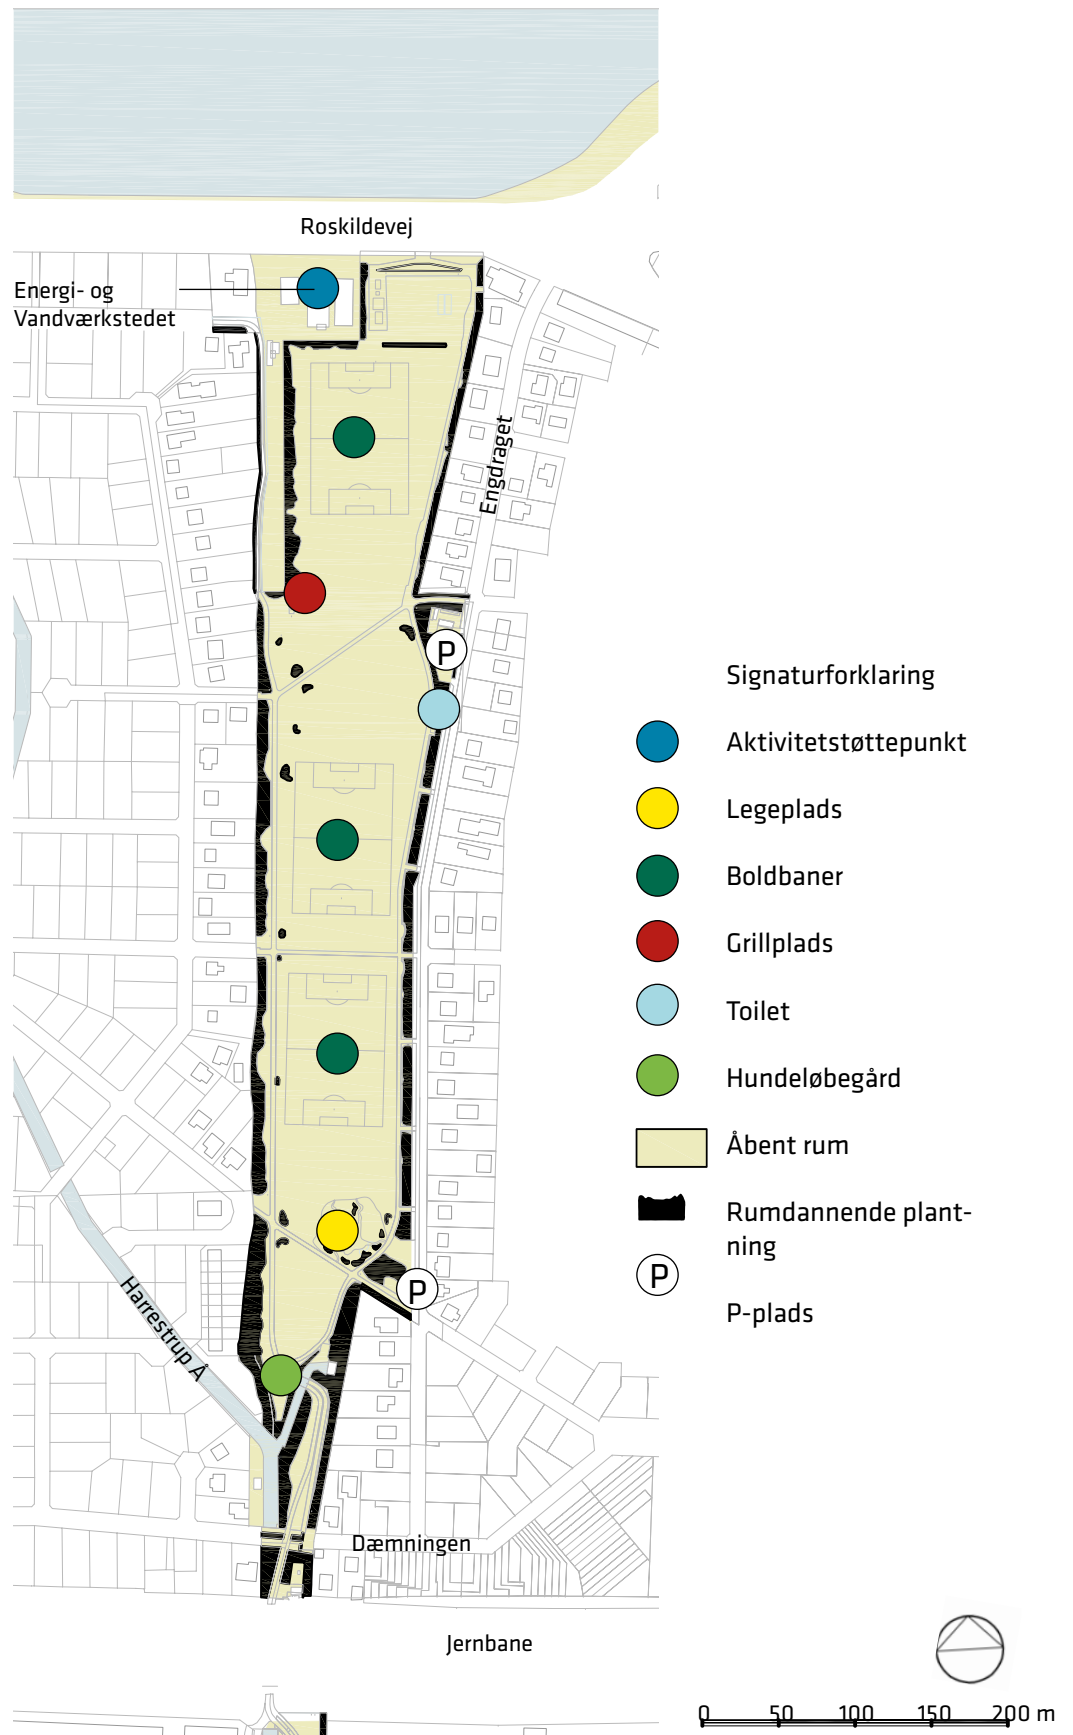 Roskildevej
Energi- og
Vandværkstedet
Engdraget
P
Signaturforklaring
Aktivitetstøttepunkt
Legeplads
Boldbaner
Grillplads
Toilet
Hundeløbegård
Åbent rum
Rumdannende plant-
ning
P
P-plads
P
Harrestrup Å
Dæmningen
Jernbane
0 50 100 150 200 m